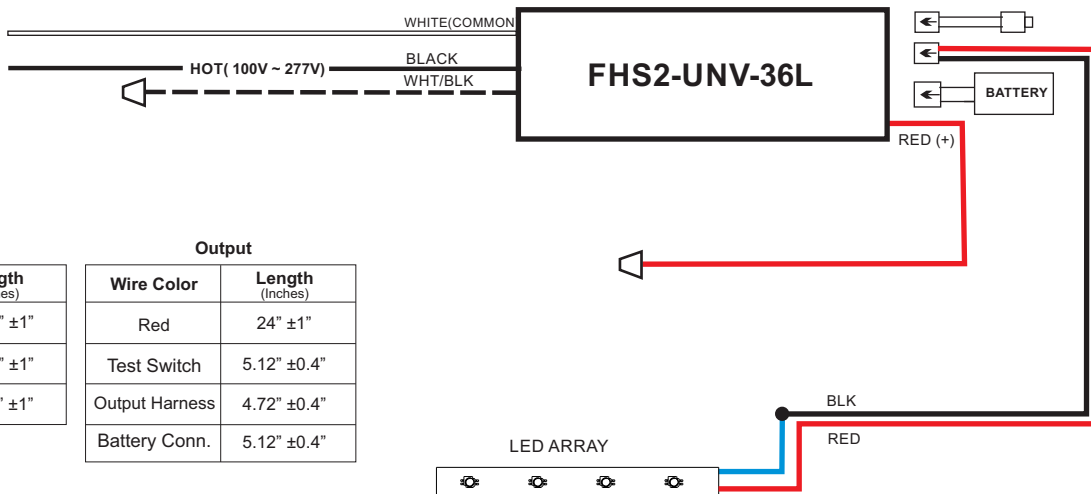 WHITE(COMMON
BLACK
HOT( 100V ~ 277V)
WHT/BLK
FHS2-UNV-36L
BATTERY
RED (+)
Output
Wire Color Length
(Inches)
Red 24” ±1”
Test Switch 5.12” ±0.4”
Output Harness 4.72” ±0.4”
Battery Conn. 5.12” ±0.4”
gth
es)
” ±1”
” ±1”
” ±1”
BLK
RED
LED ARRAY